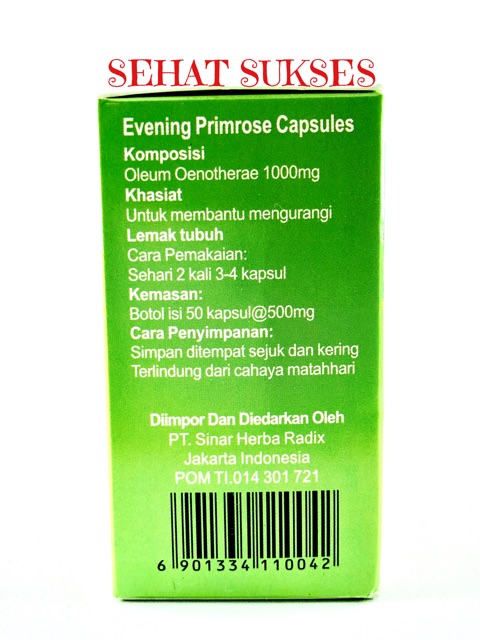 SEHAT SUKSES
Evening Primrose Capsules
Komposisi
Oleum Oenotherae 1000mg
Khasiat
Untuk membantu mengurangi
Lemak tubuh
Cara Pemakaian:
Sehari 2 kali 3-4 kapsul
Kemasan:
Botol isi 50 kapsul@500mg
Cara Penyimpanan:
Simpan ditempat sejuk dan kering
Terlindung dari cahaya matahhari
Diimpor Dan Diedarkan Oleh
PT. Sinar Herba Radix
Jakarta Indonesia
POM TI.014 301 721
6 901334 110042